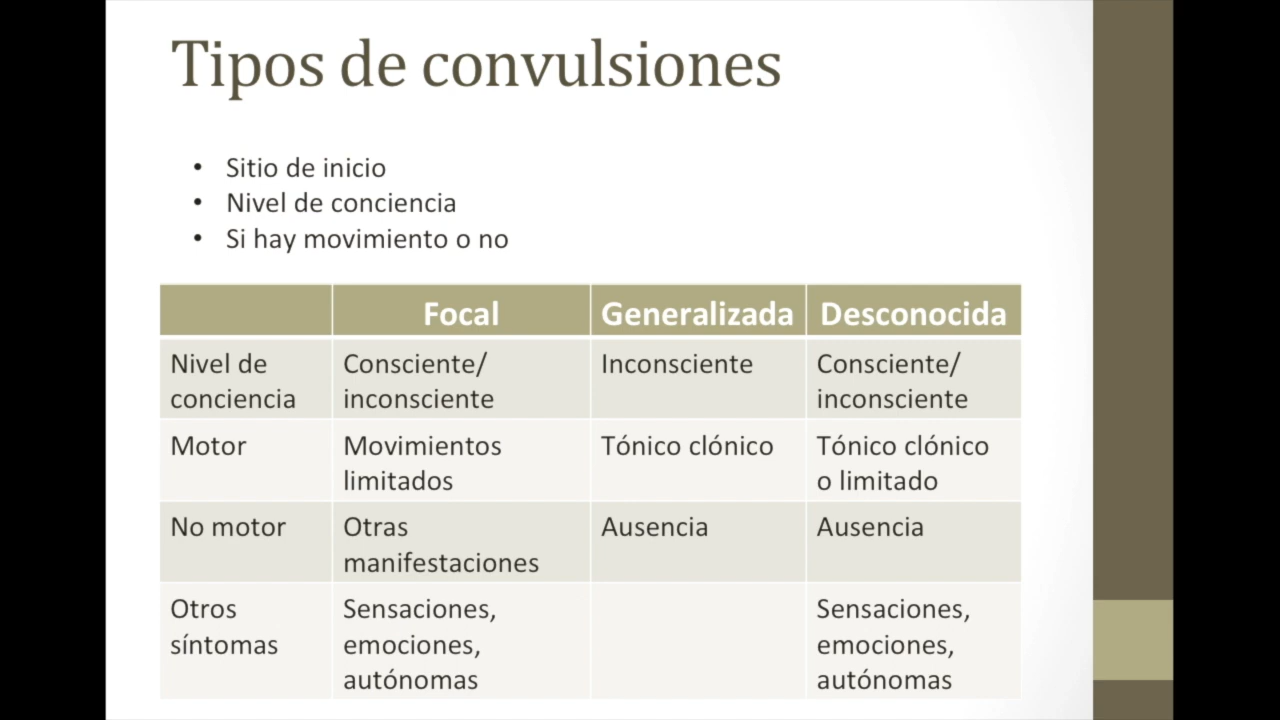 Tipos de convulsiones
• Sitio de inicio
• Nivel de conciencia
• Si hay movimiento o no
Focal Generalizada Desconocida
Nivel de conciencia Consciente/ inconsciente Inconsciente Consciente/ inconsciente
Motor Movimientos limitados Tónico clónico Tónico clónico o limitado
No motor Otras manifestaciones Ausencia Ausencia
Otros síntomas Sensaciones, emociones, autónomas Sensaciones, emociones, autónomas